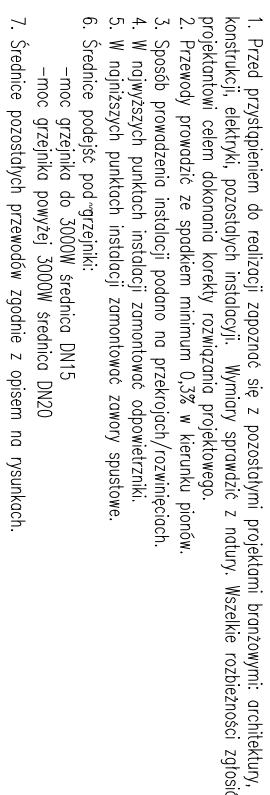 1. Przed przystąpieniem do realizacji zapoznać się z pozostałymi projektami branżowymi: architektury,
konstrukcji, elektryki, pozostałych instalacyji. Wymiary sprawdzić z natury. Wszelkie rozbieżności zgłosić
projektantowi celem dokonania korekty rozwiązania projektowego.
2. Przewody prowadzić ze spadkiem minimum 0,3% w kierunku pionów.
3. Sposób prowadzenia instalacji podano na przekrojach/rozwinięciach.
4. W najwyższych punktach instalacji zamontować odpowietrzniki.
5. W najniższych punktach instalacji zamontować zawory spustowe.
6. Średnice podejść pod~grzejniki:
-moc grzejnika do 3000W średnica DN15
-moc grzejnika powyżej 3000W średnica DN20
7. Średnice pozostałych przewodów zgodnie z opisem na rysunkach.